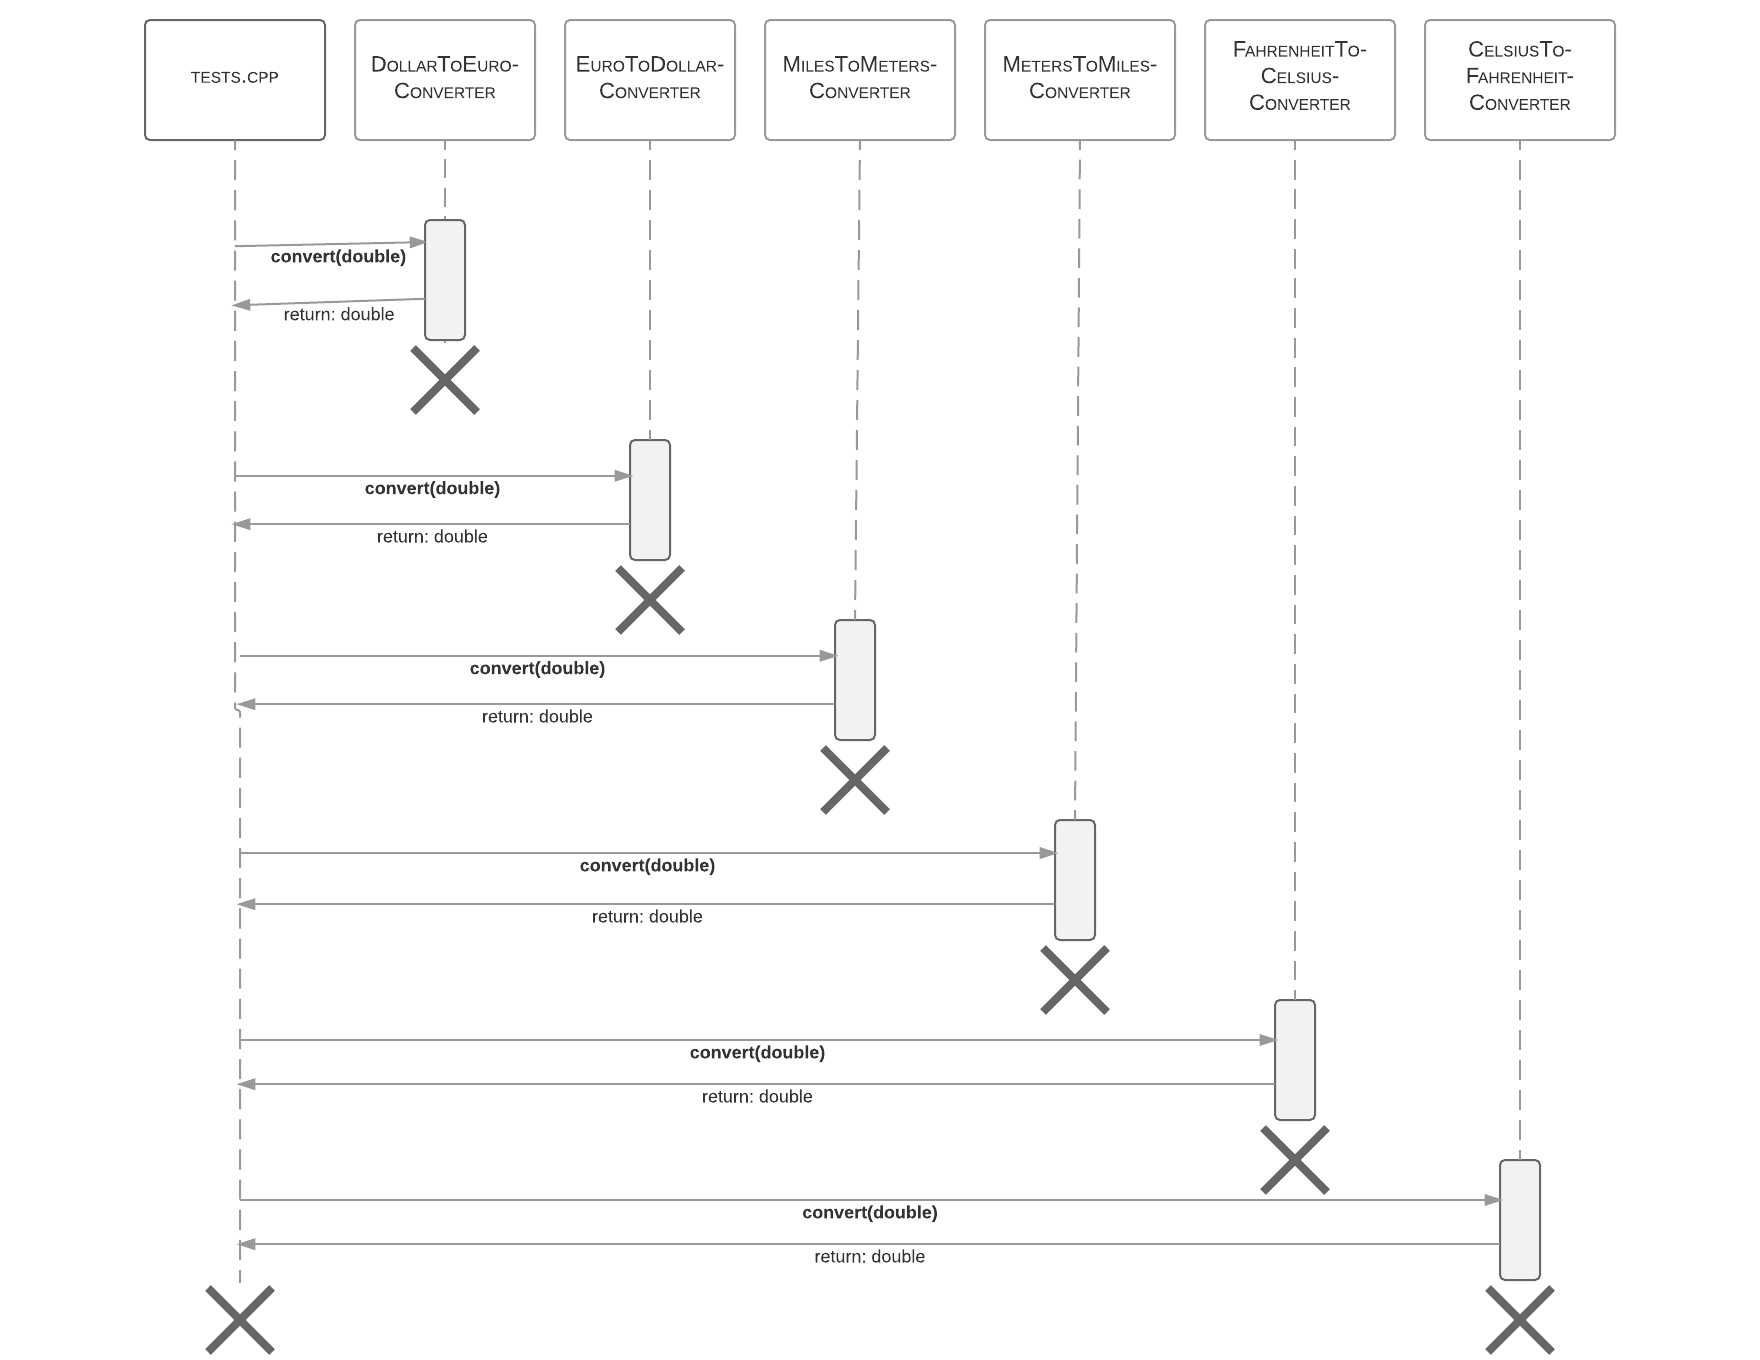 TESTS.CPP
DOLLARTOEURO-
CONVERTER
EUROTODOLLAR-
CONVERTER
MILESTOMETERS-
CONVERTER
METERSTOMILES-
CONVERTER
FAHRENHEITTO-
CELSIUS-
CONVERTER
CELSIUSTO-
FAHRENHEIT-
CONVERTER
convert(double)
return: double
convert(double)
return: double
convert(double)
return: double
convert(double)
return: double
convert(double)
return: double
convert(double)
return: double